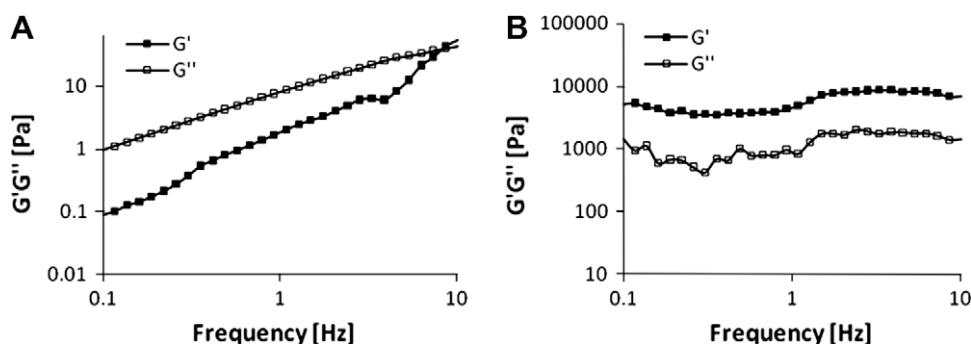 A
G'
G''
10
1
0.1
0.01
G'G'' [Pa]
0.1 1 10
Frequency [Hz]
B
G'
G''
100000
10000
1000
100
10
G'G'' [Pa]
0.1 1 10
Frequency [Hz]